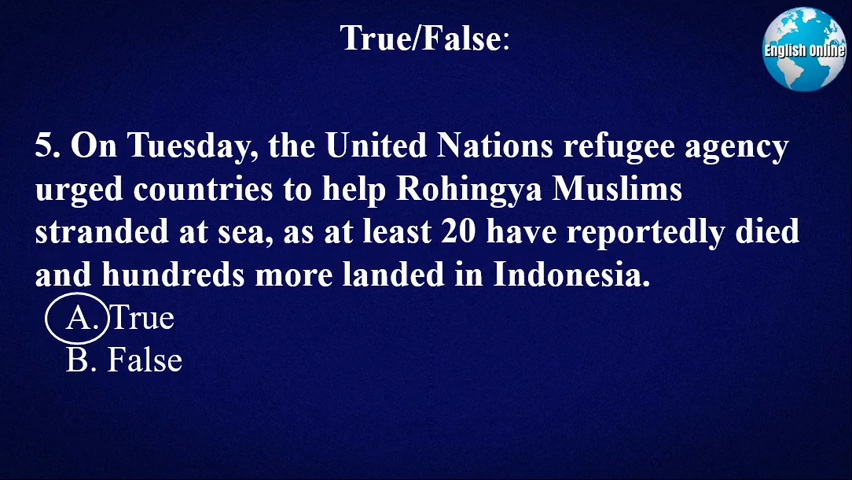 True/False:
English Online
5. On Tuesday, the United Nations refugee agency
urged countries to help Rohingya Muslims
stranded at sea, as at least 20 have reportedly died
and hundreds more landed in Indonesia.
A. True
B. False